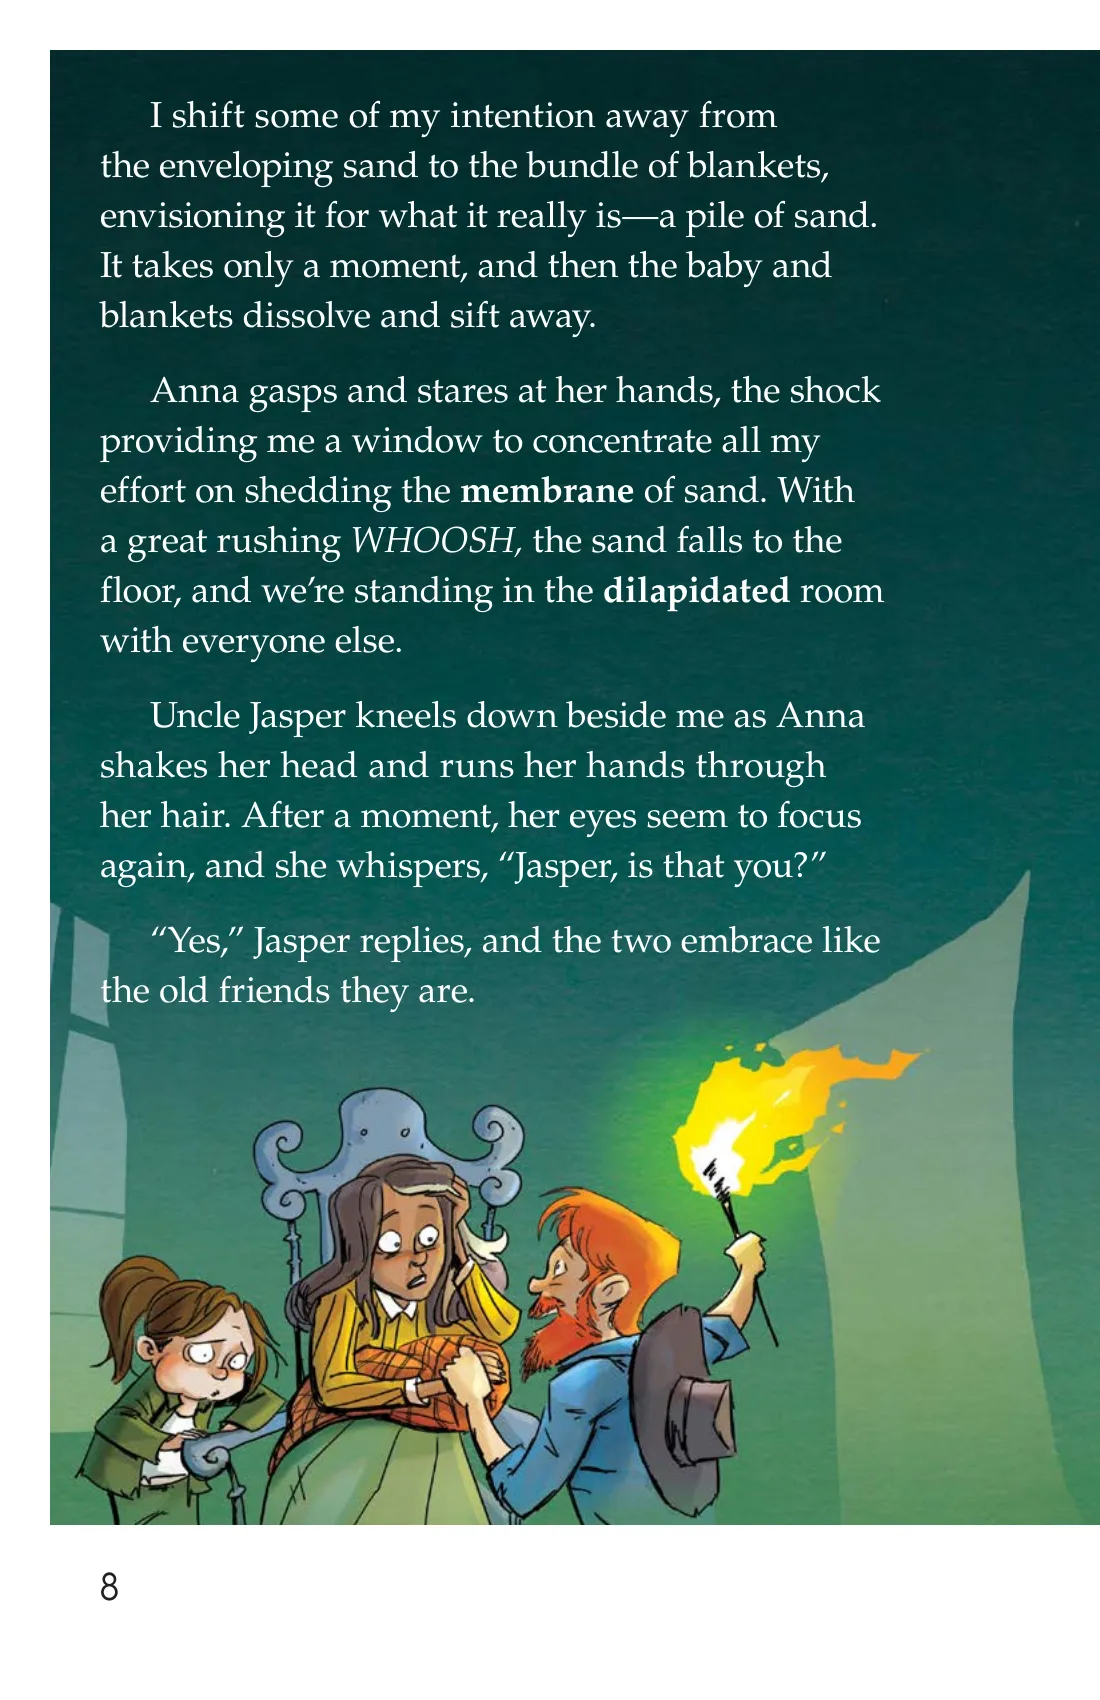 I shift some of my intention away from
the enveloping sand to the bundle of blankets,
envisioning it for what it really is—a pile of sand.
It takes only a moment, and then the baby and
blankets dissolve and sift away.
Anna gasps and stares at her hands, the shock
providing me a window to concentrate all my
effort on shedding the membrane of sand. With
a great rushing WHOOSH, the sand falls to the
floor, and we’re standing in the dilapidated room
with everyone else.
Uncle Jasper kneels down beside me as Anna
shakes her head and runs her hands through
her hair. After a moment, her eyes seem to focus
again, and she whispers, “Jasper, is that you?”
“Yes,” Jasper replies, and the two embrace like
the old friends they are.
8